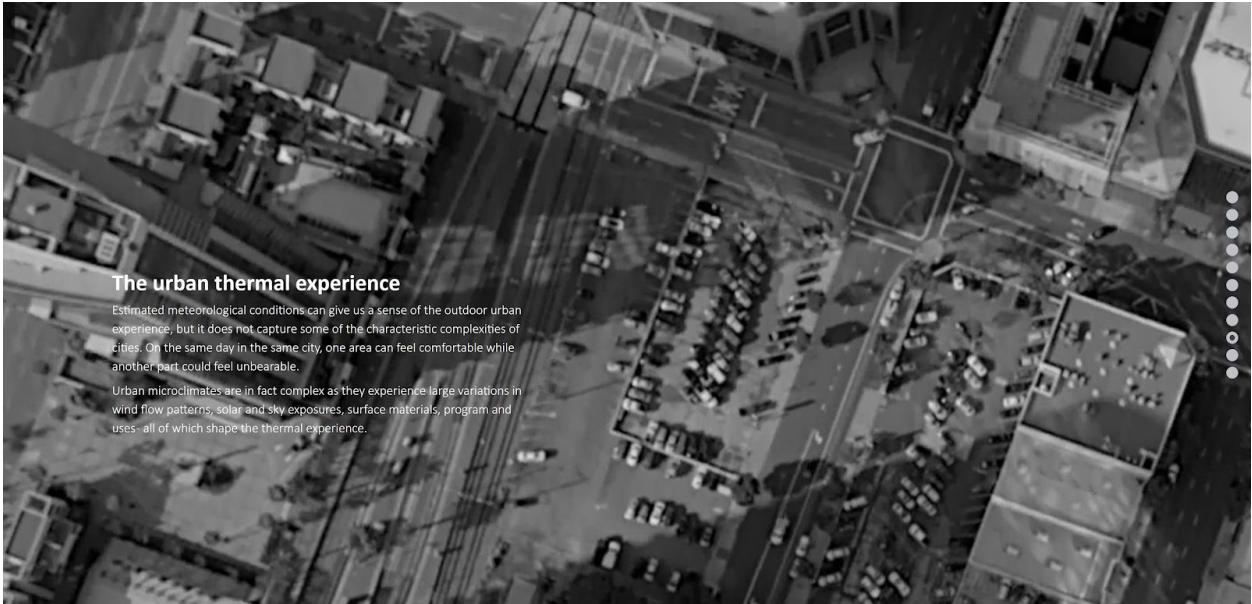 The urban thermal experience
Estimated meteorological conditions can give us a sense of the outdoor urban
experience, but it does not capture some of the characteristic complexities of
cities. On the same day in the same city, one area can feel comfortable while
another part could feel unbearable.
Urban microclimates are in fact complex as they experience large variations in
wind flow patterns, solar and sky exposures, surface materials, program and
uses- all of which shape the thermal experience.